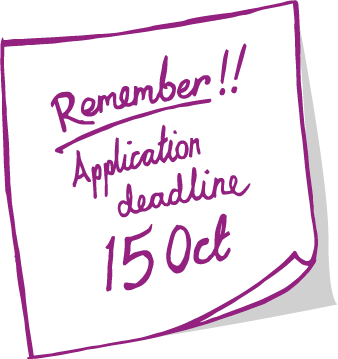 Remember!!
Application
deadline
15 Oct